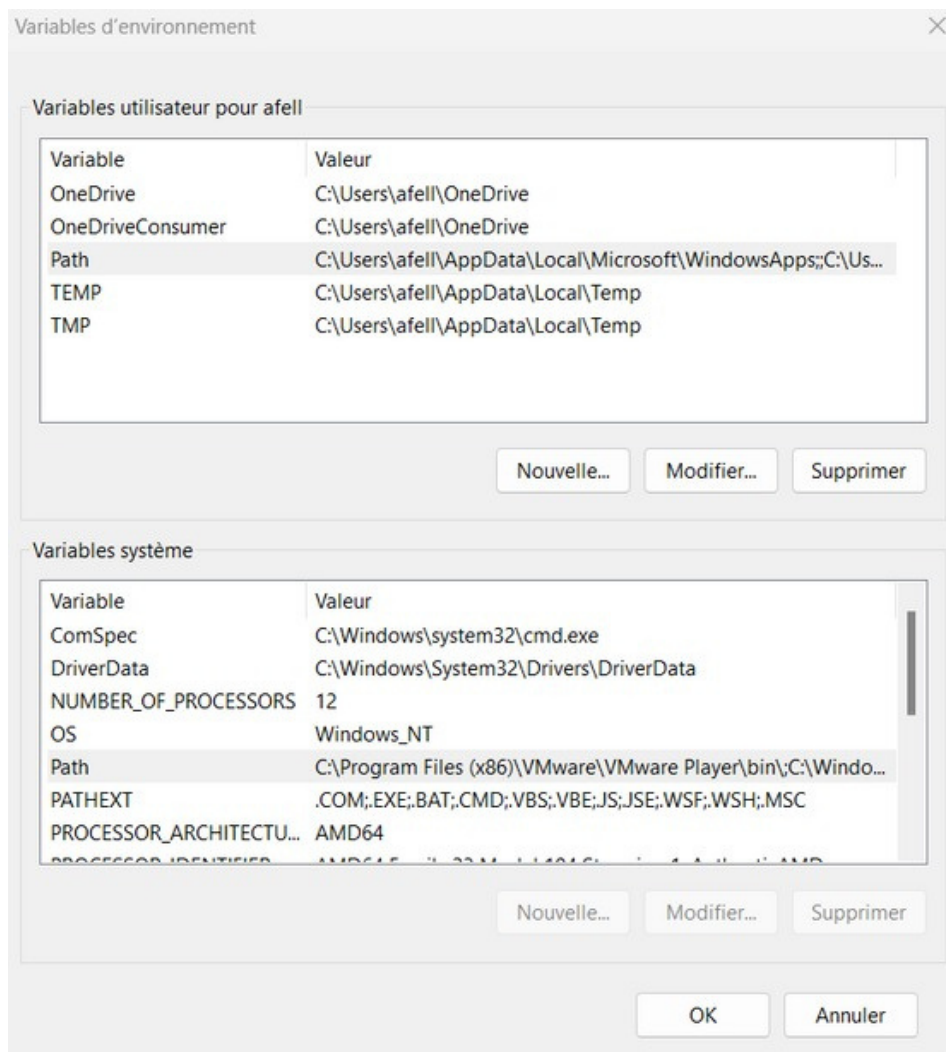 Variables d'environnement
Variables utilisateur pour afell
Variable Valeur
OneDrive C:\Users\afell\OneDrive
OneDriveConsumer C:\Users\afell\OneDrive
Path C:\Users\afell\AppData\Local\Microsoft\WindowsApps;;C:\Us...
TEMP C:\Users\afell\AppData\Local\Temp
TMP C:\Users\afell\AppData\Local\Temp
Nouvelle... Modifier... Supprimer
Variables système
Variable Valeur
ComSpec C:\Windows\system32\cmd.exe
DriverData C:\Windows\System32\Drivers\DriverData
NUMBER_OF_PROCESSORS 12
OS Windows_NT
Path C:\Program Files (x86)\VMware\VMware Player\bin\;C:\Windo...
PATHEXT .COM;.EXE;.BAT;.CMD;.VBS;.VBE;.JS;.JSE;.WSF;.WSH;.MSC
PROCESSOR_ARCHITECTU... AMD64
Nouvelle... Modifier... Supprimer
OK Annuler